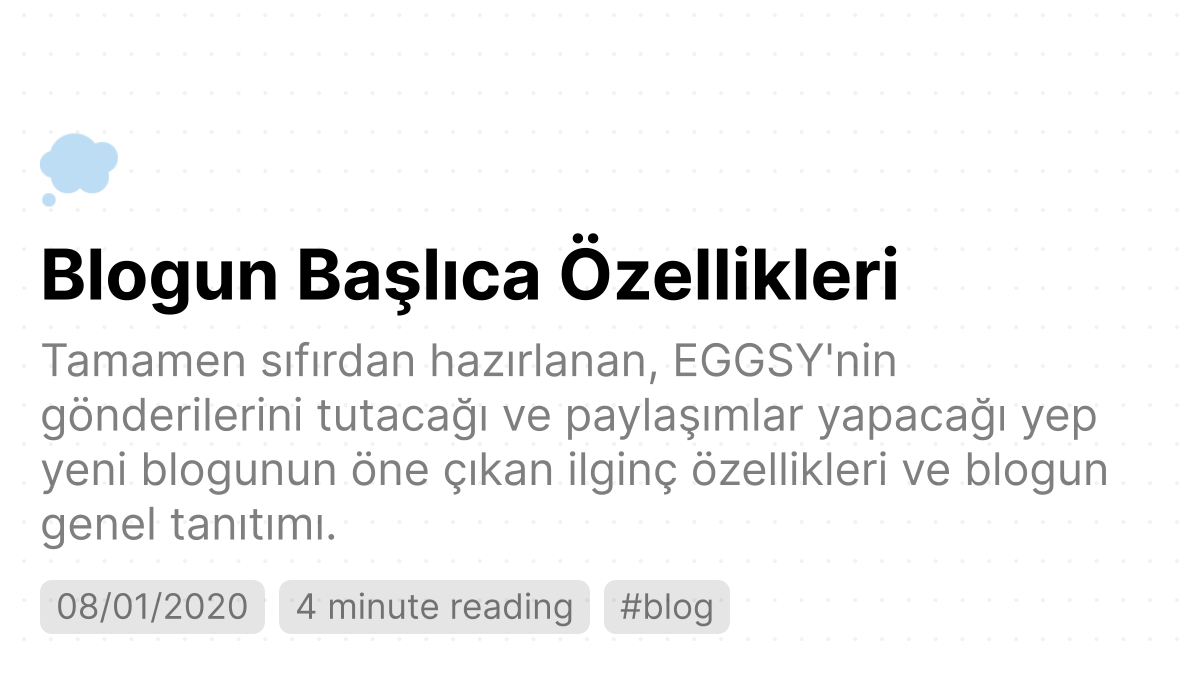 Blogun Başlıca Özellikleri
Tamamen sıfırdan hazırlanan, EGGSY'nin
gönderilerini tutacağı ve paylaşımlar yapacağı yep
yeni blogunun öne çıkan ilginç özellikleri ve blogun
genel tanıtımı.
08/01/2020 4 minute reading #blog